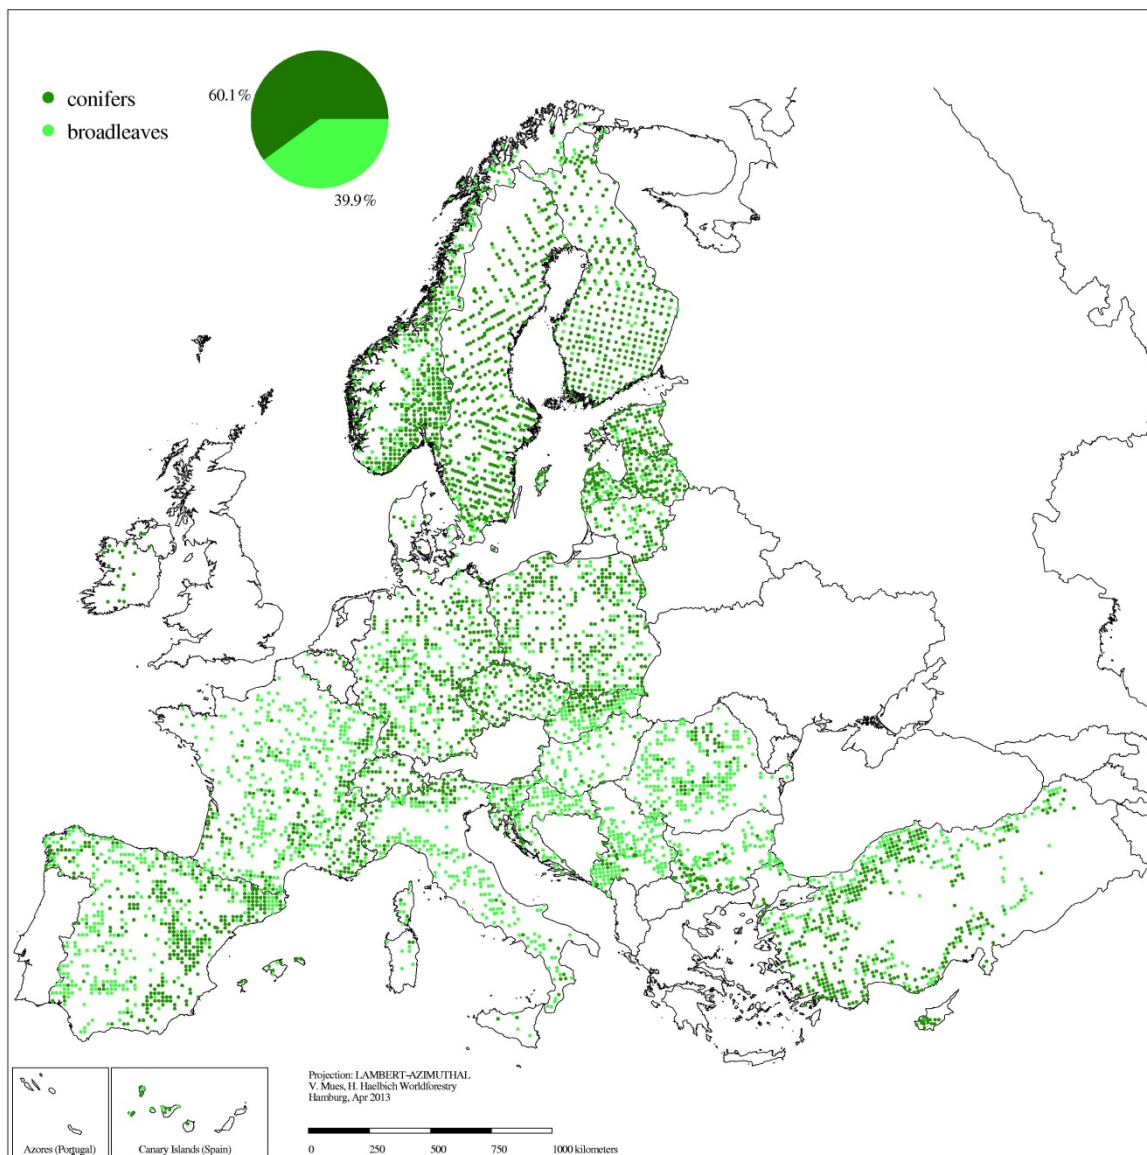 conifers
broadleaves
60.1%
39.9%
Projection: LAMBERT-AZIMUTHAL
V. Mues, H. Haelbich Worldforestry
Hamburg, Apr 2013
Azores (Portugal)
Canary Islands (Spain)
0 250 500 750 1000 kilometers